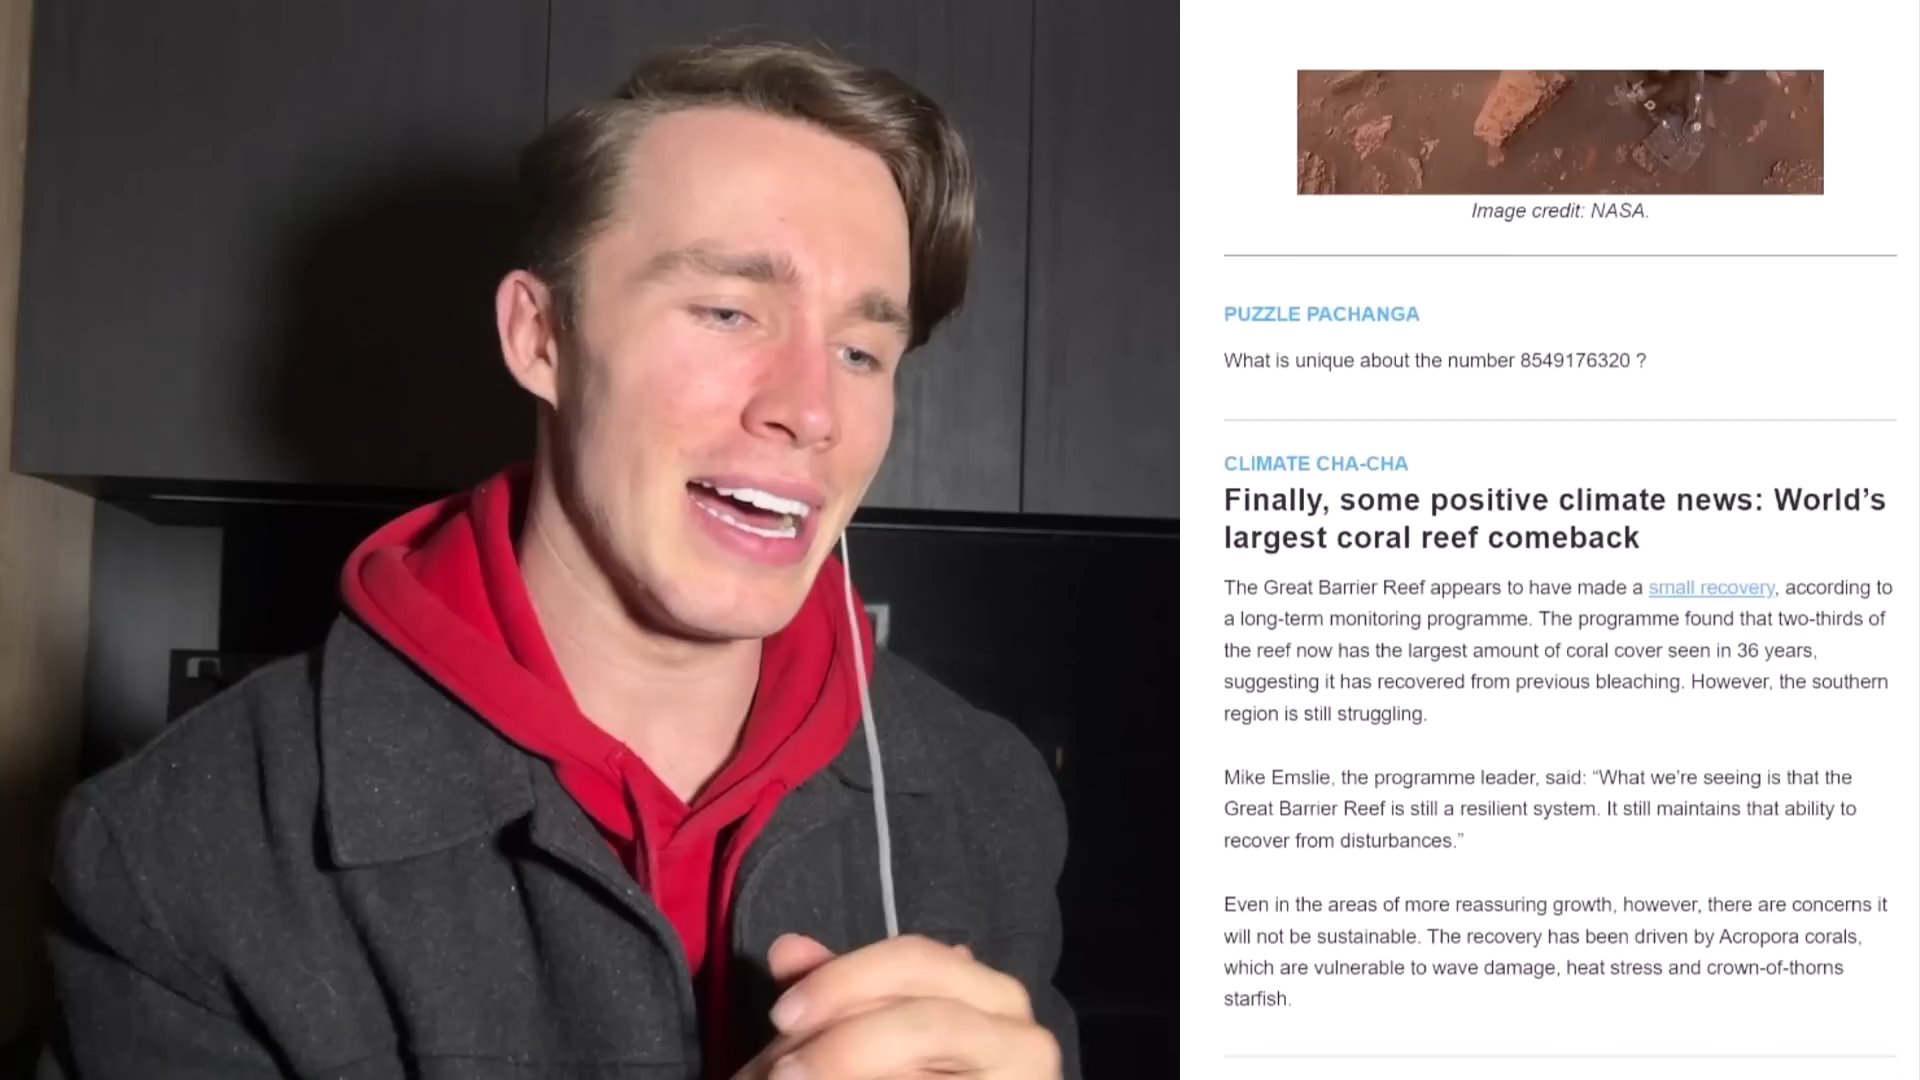 Image credit: NASA.
PUZZLE PACHANGA
What is unique about the number 8549176320 ?
CLIMATE CHA-CHA
Finally, some positive climate news: World’s
largest coral reef comeback
The Great Barrier Reef appears to have made a small recovery, according to
a long-term monitoring programme. The programme found that two-thirds of
the reef now has the largest amount of coral cover seen in 36 years,
suggesting it has recovered from previous bleaching. However, the southern
region is still struggling.
Mike Emslie, the programme leader, said: “What we’re seeing is that the
Great Barrier Reef is still a resilient system. It still maintains that ability to
recover from disturbances.”
Even in the areas of more reassuring growth, however, there are concerns it
will not be sustainable. The recovery has been driven by Acropora corals,
which are vulnerable to wave damage, heat stress and crown-of-thorns
starfish.